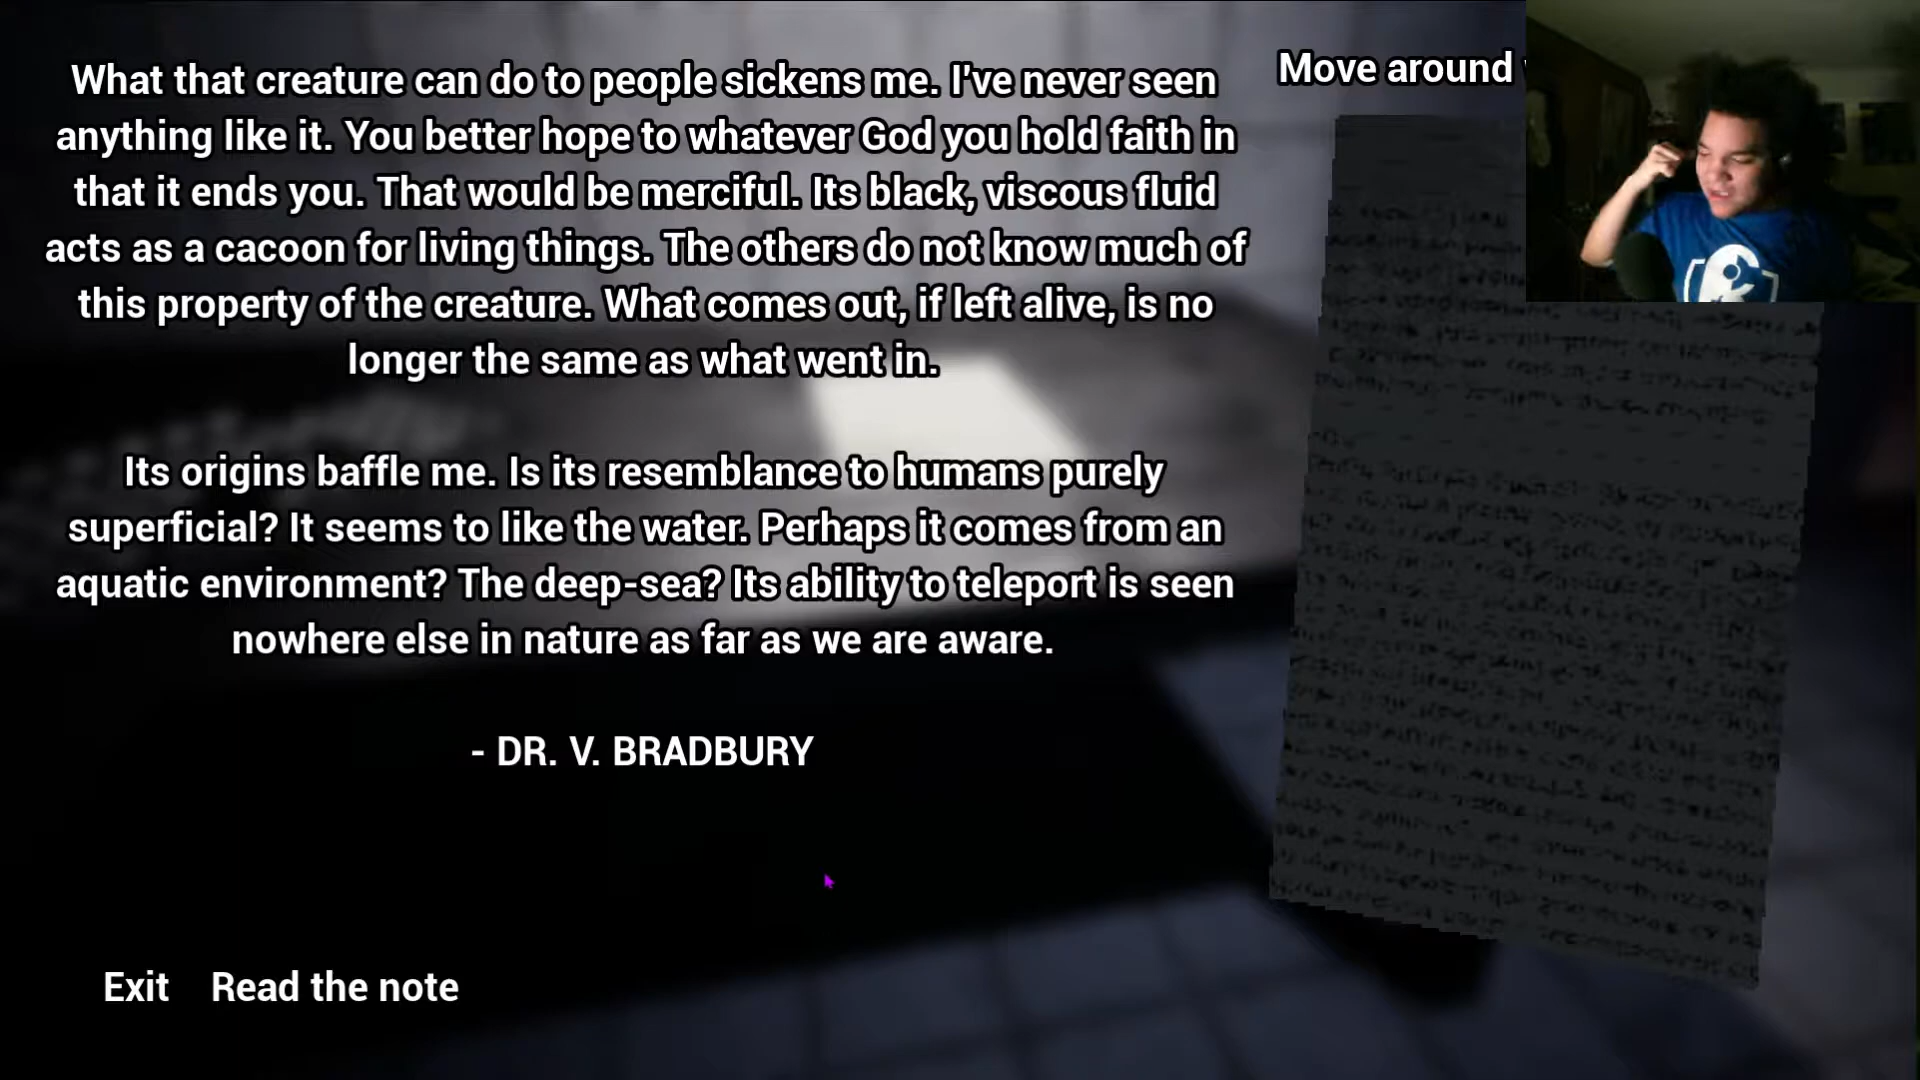 What that creature can do to people sickens me. I've never seen
anything like it. You better hope to whatever God you hold faith in
that it ends you. That would be merciful. Its black, viscous fluid
acts as a cacoon for living things. The others do not know much of
this property of the creature. What comes out, if left alive, is no
longer the same as what went in.
Its origins baffle me. Is its resemblance to humans purely
superficial? It seems to like the water. Perhaps it comes from an
aquatic environment? The deep-sea? Its ability to teleport is seen
nowhere else in nature as far as we are aware.
- DR. V. BRADBURY
Move around
Exit Read the note